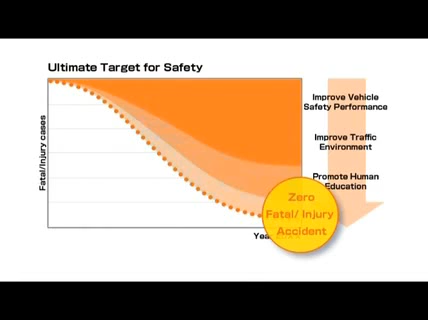 Ultimate Target for Safety
Fatal/Injury cases
Improve Vehicle
Safety Performance
Improve Traffic
Environment
Promote Human
Education
Zero
Fatal/ Injury
Accident